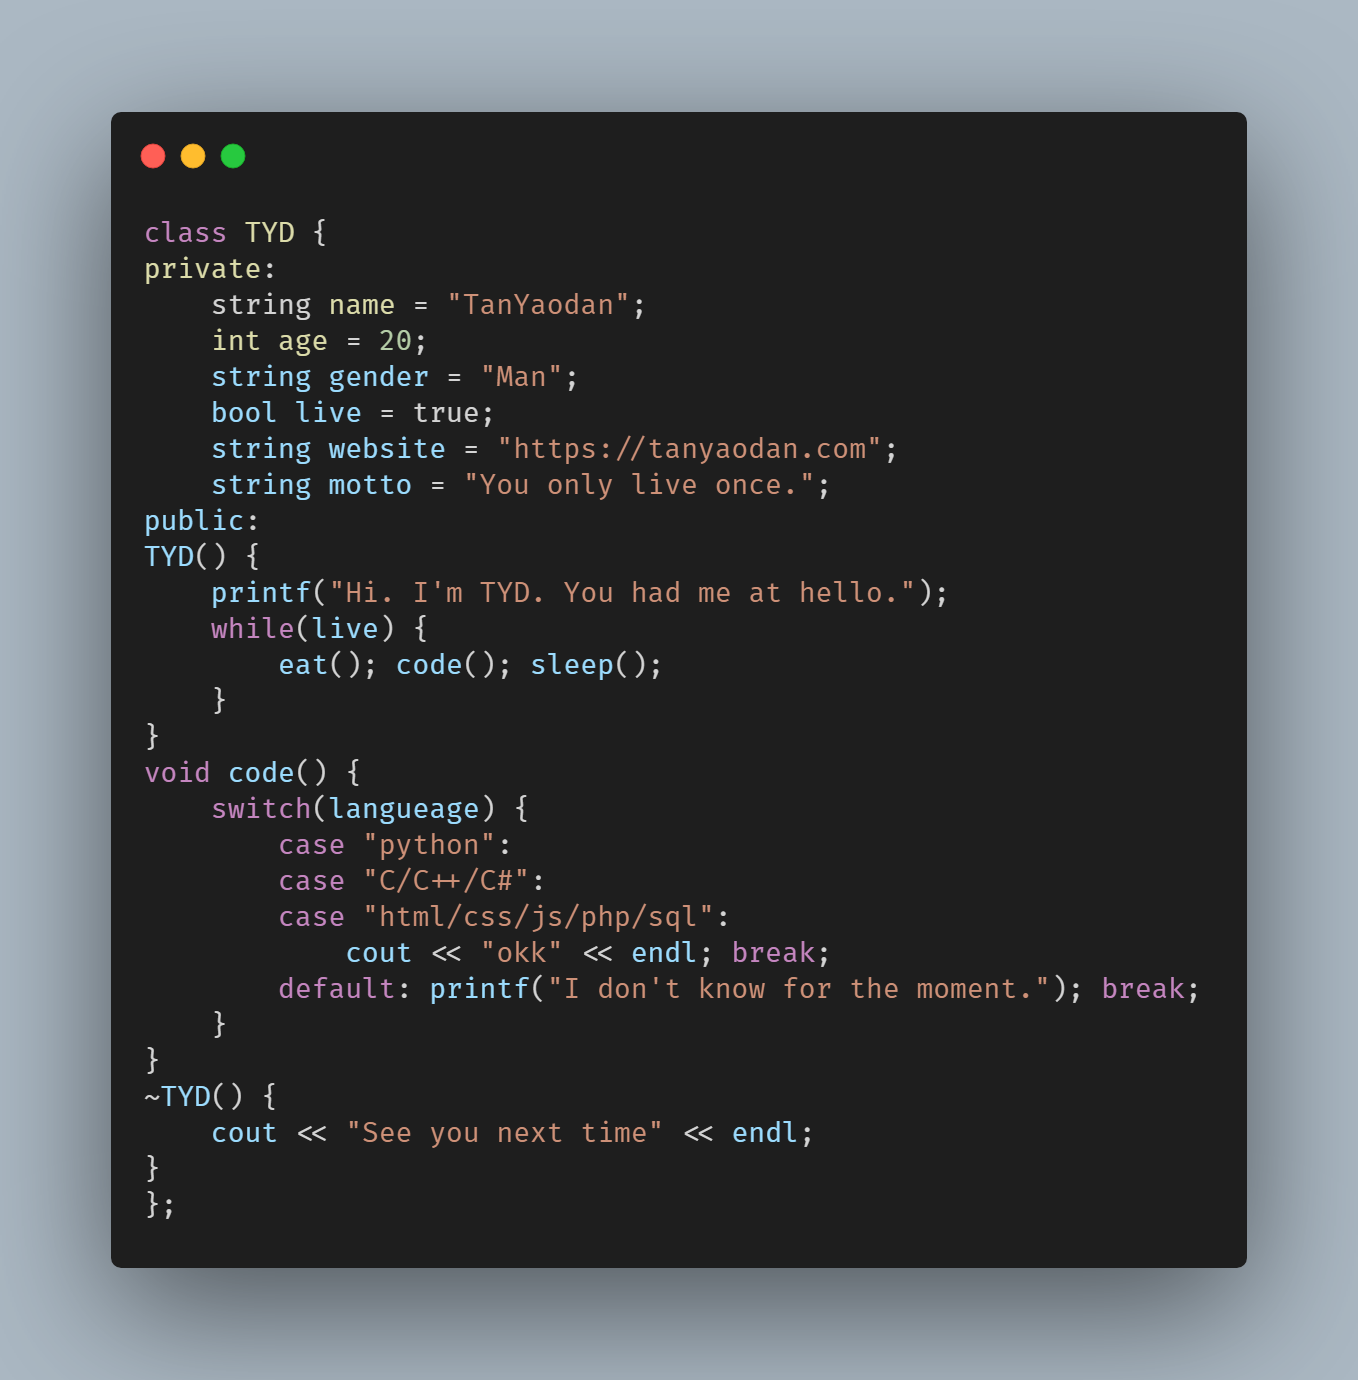 class TYD {
private:
    string name = "TanYaodan";
    int age = 20;
    string gender = "Man";
    bool live = true;
    string website = "https://tanyaodan.com";
    string motto = "You only live once.";
public:
TYD() {
    printf("Hi. I'm TYD. You had me at hello.");
    while(live) {
        eat(); code(); sleep();
    }
}
void code() {
    switch(langueage) {
        case "python":
        case "C/C++/C#":
        case "html/css/js/php/sql":
            cout << "okk" << endl; break;
        default: printf("I don't know for the moment."); break;
    }
}
~TYD() {
    cout << "See you next time" << endl;
}
};